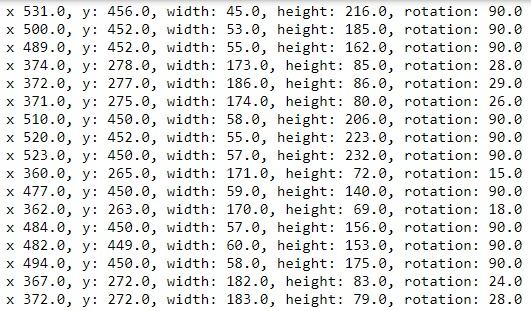 x 531.0, y: 456.0, width: 45.0, height: 216.0, rotation: 90.0
x 500.0, y: 452.0, width: 53.0, height: 185.0, rotation: 90.0
x 489.0, y: 452.0, width: 55.0, height: 162.0, rotation: 90.0
x 374.0, y: 278.0, width: 173.0, height: 85.0, rotation: 28.0
x 372.0, y: 277.0, width: 186.0, height: 86.0, rotation: 29.0
x 371.0, y: 275.0, width: 174.0, height: 80.0, rotation: 26.0
x 510.0, y: 450.0, width: 58.0, height: 206.0, rotation: 90.0
x 520.0, y: 452.0, width: 55.0, height: 223.0, rotation: 90.0
x 523.0, y: 450.0, width: 57.0, height: 232.0, rotation: 90.0
x 360.0, y: 265.0, width: 171.0, height: 72.0, rotation: 15.0
x 477.0, y: 450.0, width: 59.0, height: 140.0, rotation: 90.0
x 362.0, y: 263.0, width: 170.0, height: 69.0, rotation: 18.0
x 484.0, y: 450.0, width: 57.0, height: 156.0, rotation: 90.0
x 482.0, y: 449.0, width: 60.0, height: 153.0, rotation: 90.0
x 494.0, y: 450.0, width: 58.0, height: 175.0, rotation: 90.0
x 367.0, y: 272.0, width: 182.0, height: 83.0, rotation: 24.0
x 372.0, y: 272.0, width: 183.0, height: 79.0, rotation: 28.0